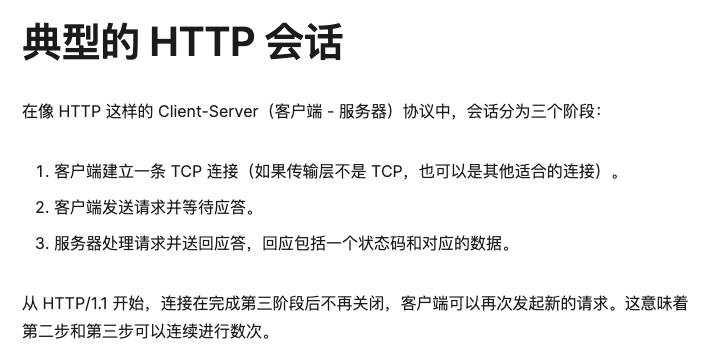 典型的 HTTP 会话
在像 HTTP 这样的 Client-Server（客户端 - 服务器）协议中，会话分为三个阶段：
1. 客户端建立一条 TCP 连接（如果传输层不是 TCP，也可以是其他适合的连接）。
2. 客户端发送请求并等待应答。
3. 服务器处理请求并送回应答，回应包括一个状态码和对应的数据。
从 HTTP/1.1 开始，连接在完成第三阶段后不再关闭，客户端可以再次发起新的请求。这意味着
第二步和第三步可以连续进行数次。